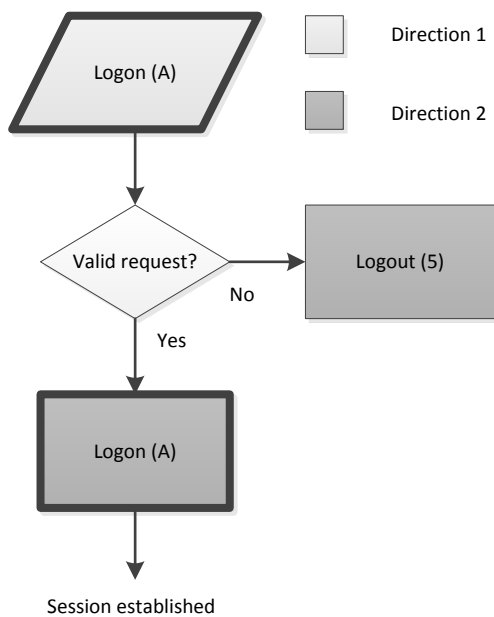 Logon (A)
Direction 1
Direction 2
Valid request?
Logout (5)
No
Yes
Logon (A)
Session established